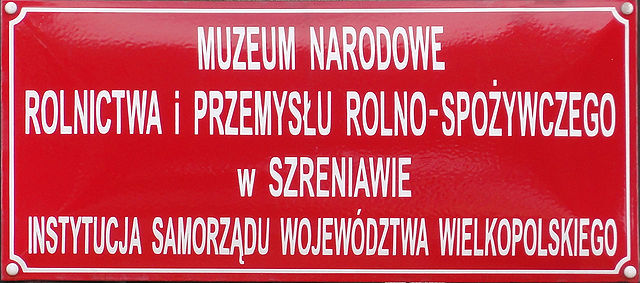 MUZEUM NARODOWE
ROLNICTWA i PRZEMYSŁU ROLNO-SPOŻYWCZEGO
w SZRENIAWIE
INSTYTUCJA SAMORZĄDU WOJEWÓDZTWA WIELKOPOLSKIEGO